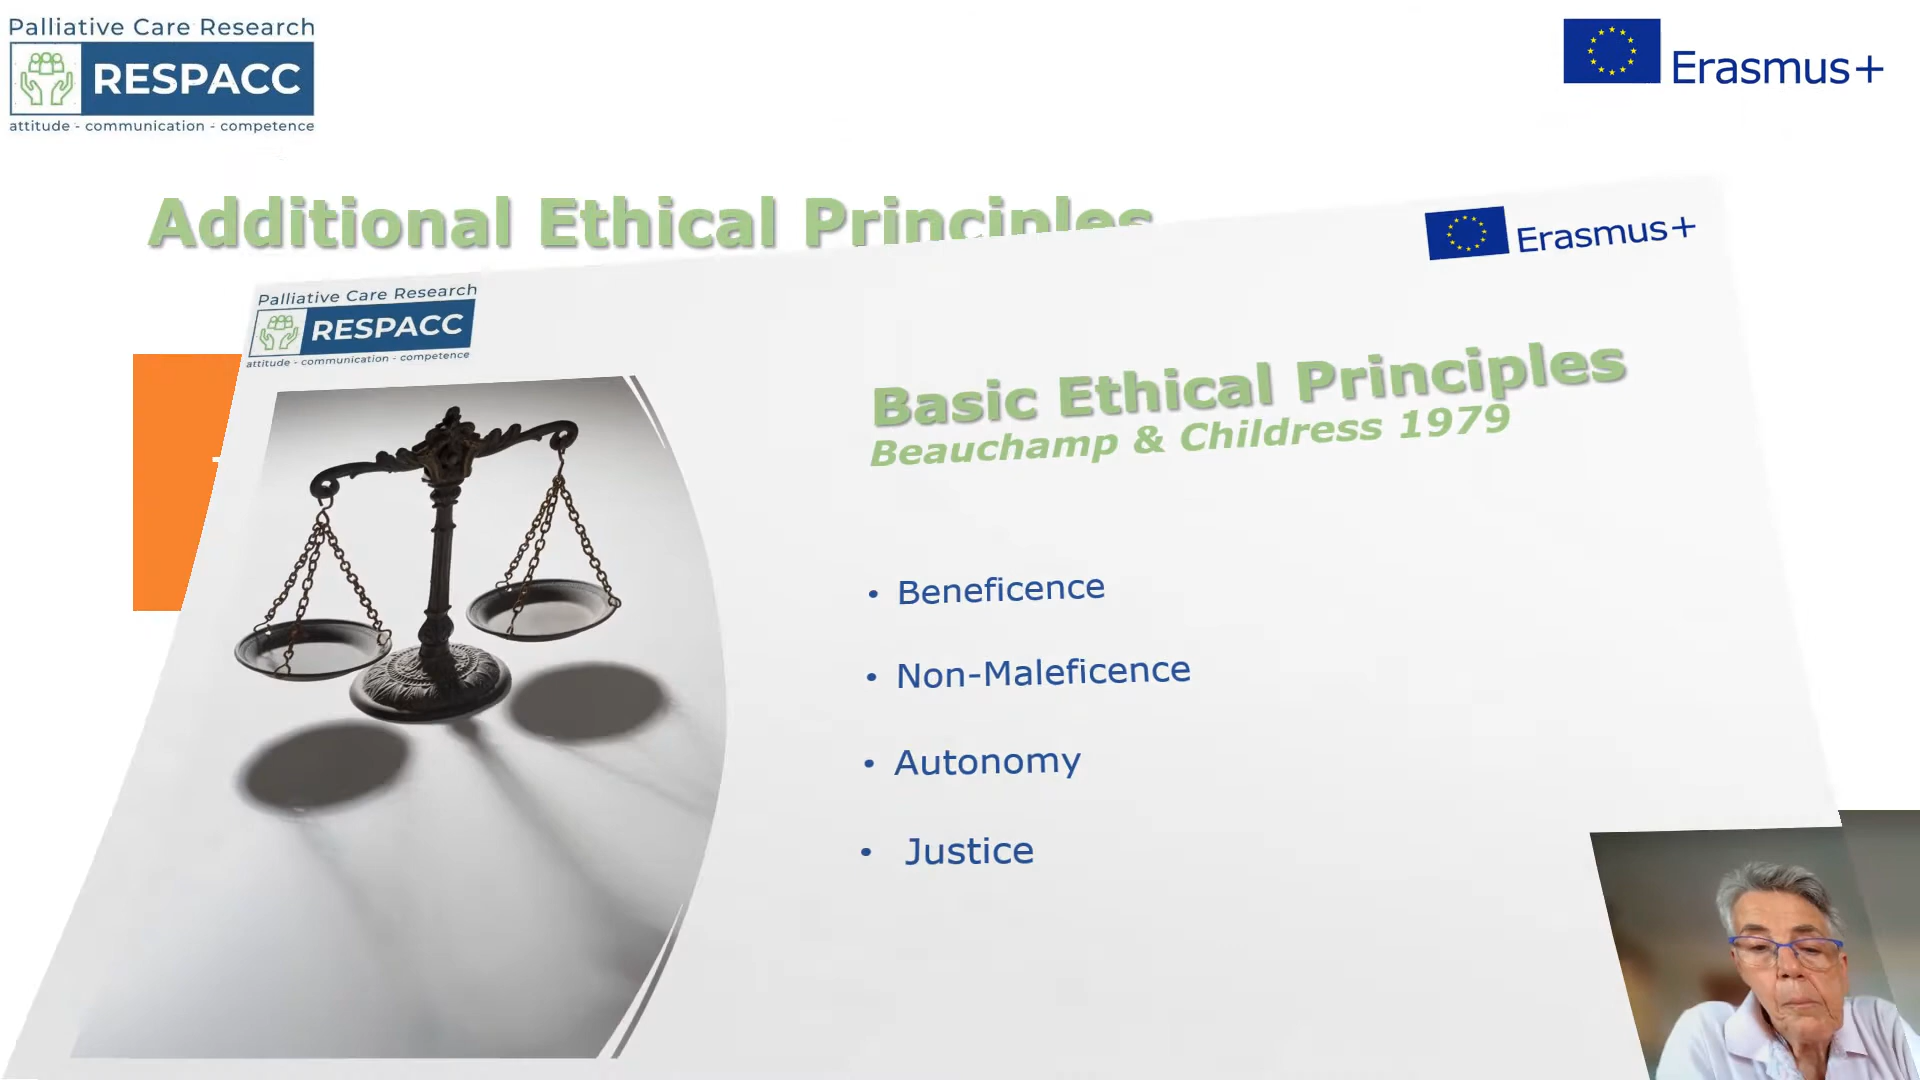 Palliative Care Research
RESPACC
attitude - communication - competence
Erasmus+
Additional Ethical Principles
Erasmus+
Palliative Care Research
RESPACC
attitude - communication - competence
Basic Ethical Principles
Beauchamp & Childress 1979
• Beneficence
• Non-Maleficence
• Autonomy
• Justice